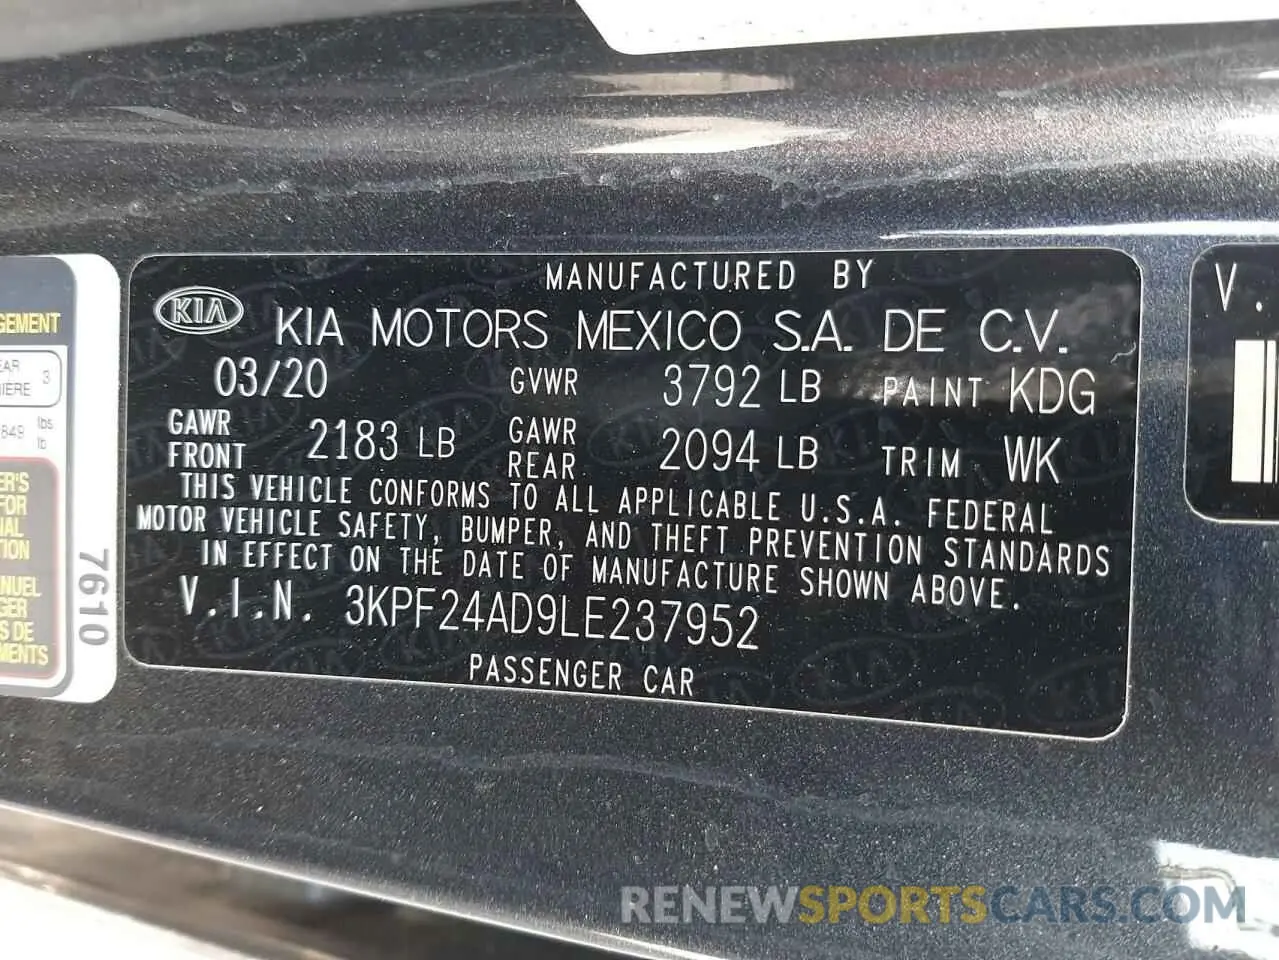 MANUFACTURED BY
KIA KIA MOTORS MEXICO S.A. DE C.V.
03/20 GVWR 3792 LB PAINT KDG
GAWR FRONT 2183 LB GAWR REAR 2094 LB TRIM WK
THIS VEHICLE CONFORMS TO ALL APPLICABLE U.S.A. FEDERAL
MOTOR VEHICLE SAFETY, BUMPER, AND THEFT PREVENTION STANDARDS
IN EFFECT ON THE DATE OF MANUFACTURE SHOWN ABOVE.
V.I.N. 3KPF24AD9LE237952
PASSENGER CAR
7610
V.
RENEWSPORTSCARS.COM